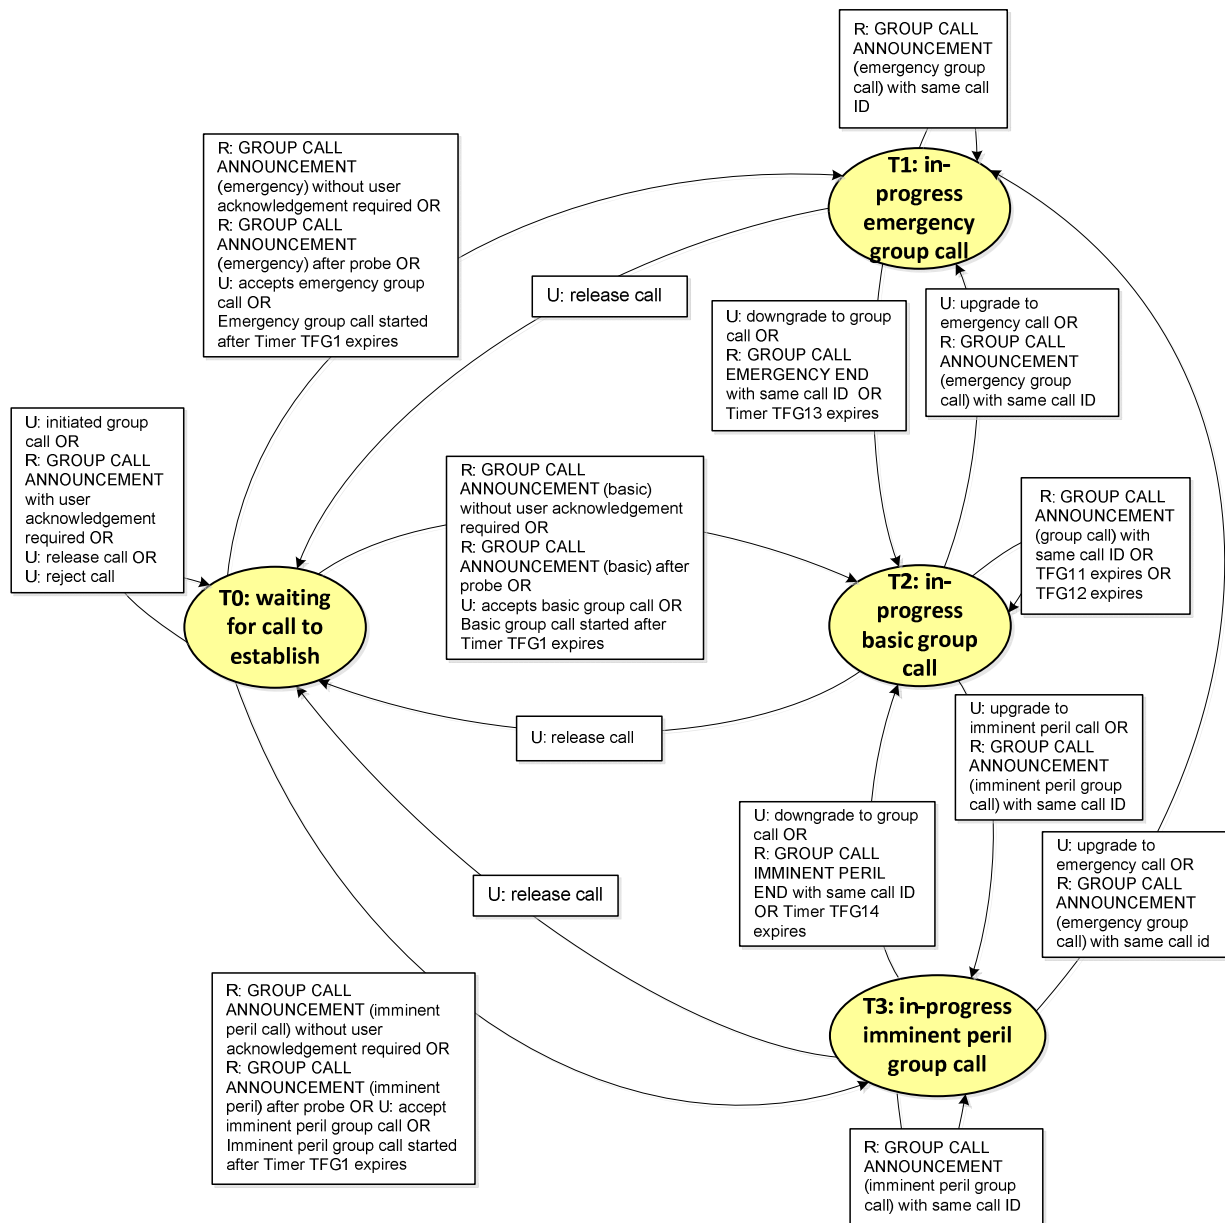 R: GROUP CALL
ANNOUNCEMENT
(emergency group
call) with same call
ID
R: GROUP CALL
ANNOUNCEMENT
(emergency) without user
acknowledgement required OR
R: GROUP CALL
ANNOUNCEMENT
(emergency) after probe OR
U: accepts emergency group
call OR
Emergency group call started
after Timer TFG1 expires
T1: in-
progress
emergency
group call
U: release call
U: downgrade to group
call OR
R: GROUP CALL
EMERGENCY END
with same call ID OR
Timer TFG13 expires
U: upgrade to
emergency call OR
R: GROUP CALL
ANNOUNCEMENT
(emergency group
call) with same call ID
U: initiated group
call OR
R: GROUP CALL
ANNOUNCEMENT
with user
acknowledgement
required OR
U: release call OR
U: reject call
R: GROUP CALL
ANNOUNCEMENT (basic)
without user acknowledgement
required OR
R: GROUP CALL
ANNOUNCEMENT (basic) after
probe OR
U: accepts basic group call OR
Basic group call started after
Timer TFG1 expires
R: GROUP CALL
ANNOUNCEMENT
(group call) with
same call ID OR
TFG11 expires OR
TFG12 expires
T0: waiting
for call to
establish
T2: in-
progress
basic group
call
U: release call
U: upgrade to
imminent peril call OR
R: GROUP CALL
ANNOUNCEMENT
(imminent peril group
call) with same call ID
U: downgrade to group
call OR
R: GROUP CALL
IMMINENT PERIL
END with same call ID
OR Timer TFG14
expires
U: upgrade to
emergency call OR
R: GROUP CALL
ANNOUNCEMENT
(emergency group
call) with same call id
U: release call
R: GROUP CALL
ANNOUNCEMENT (imminent
peril call) without user
acknowledgement required OR
R: GROUP CALL
ANNOUNCEMENT (imminent
peril) after probe OR U: accept
imminent peril group call OR
Imminent peril group call started
after Timer TFG1 expires
T3: in-progress
imminent peril
group call
R: GROUP CALL
ANNOUNCEMENT
(imminent peril group
call) with same call ID